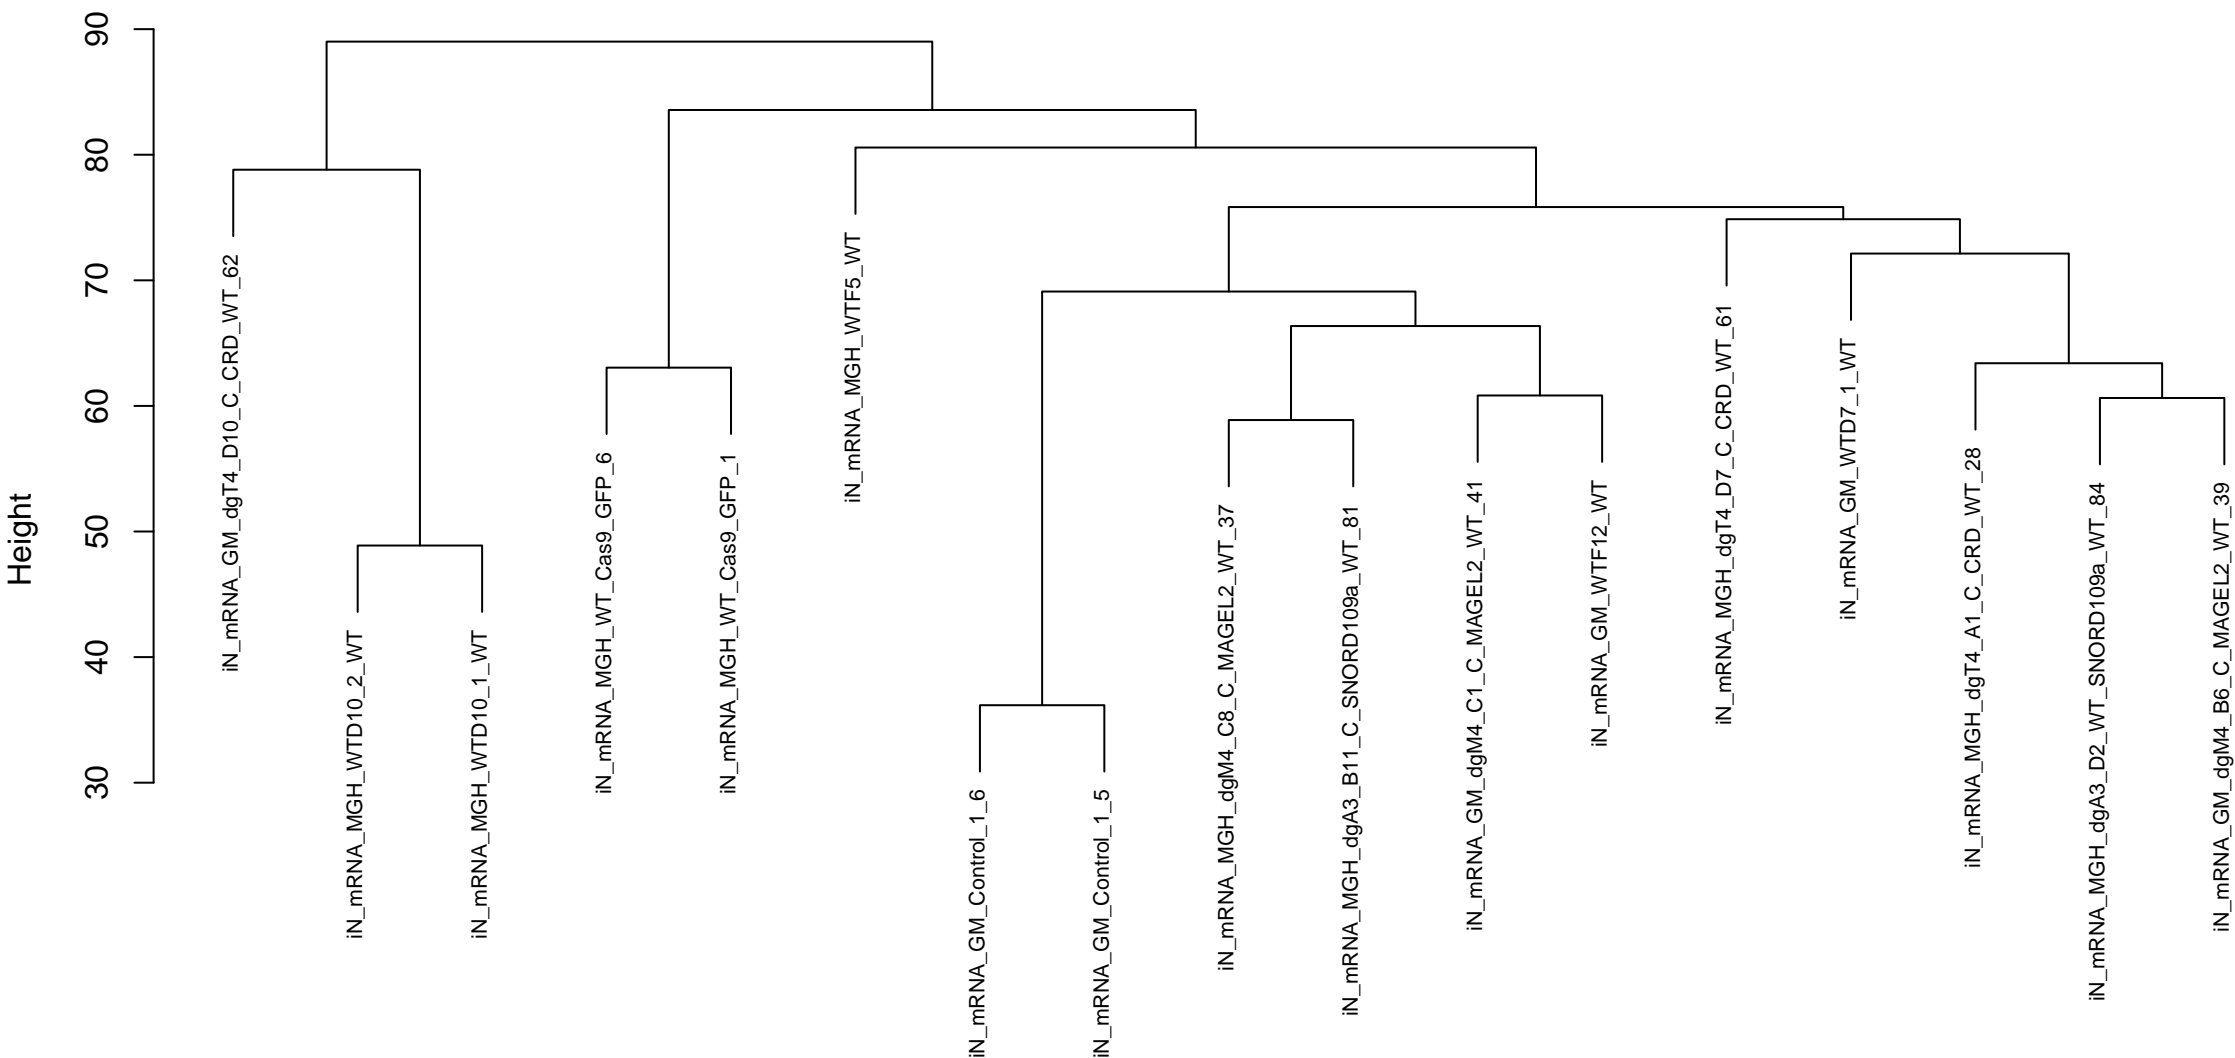 90
80
70
60
50
40
30
Height
iN_mRNA_GM_dgT4_D10_C_CRD_WT_62
iN_mRNA_MGH_WTD10_2_WT
iN_mRNA_MGH_WTD10_1_WT
iN_mRNA_MGH_WT_Cas9_GFP_6
iN_mRNA_MGH_WT_Cas9_GFP_1
iN_mRNA_MGH_WTF5_WT
iN_mRNA_GM_Control_1_6
iN_mRNA_GM_Control_1_5
iN_mRNA_MGH_dgM4_C8_C_MAGEL2_WT_37
iN_mRNA_MGH_dgA3_B11_C_SNORD109a_WT_81
iN_mRNA_GM_dgM4_C1_C_MAGEL2_WT_41
iN_mRNA_GM_WTF12_WT
iN_mRNA_MGH_dgT4_D7_C_CRD_WT_61
iN_mRNA_GM_WTD7_1_WT
iN_mRNA_MGH_dgT4_A1_C_CRD_WT_28
iN_mRNA_MGH_dgA3_D2_WT_SNORD109a_WT_84
iN_mRNA_GM_dgM4_B6_C_MAGEL2_WT_39